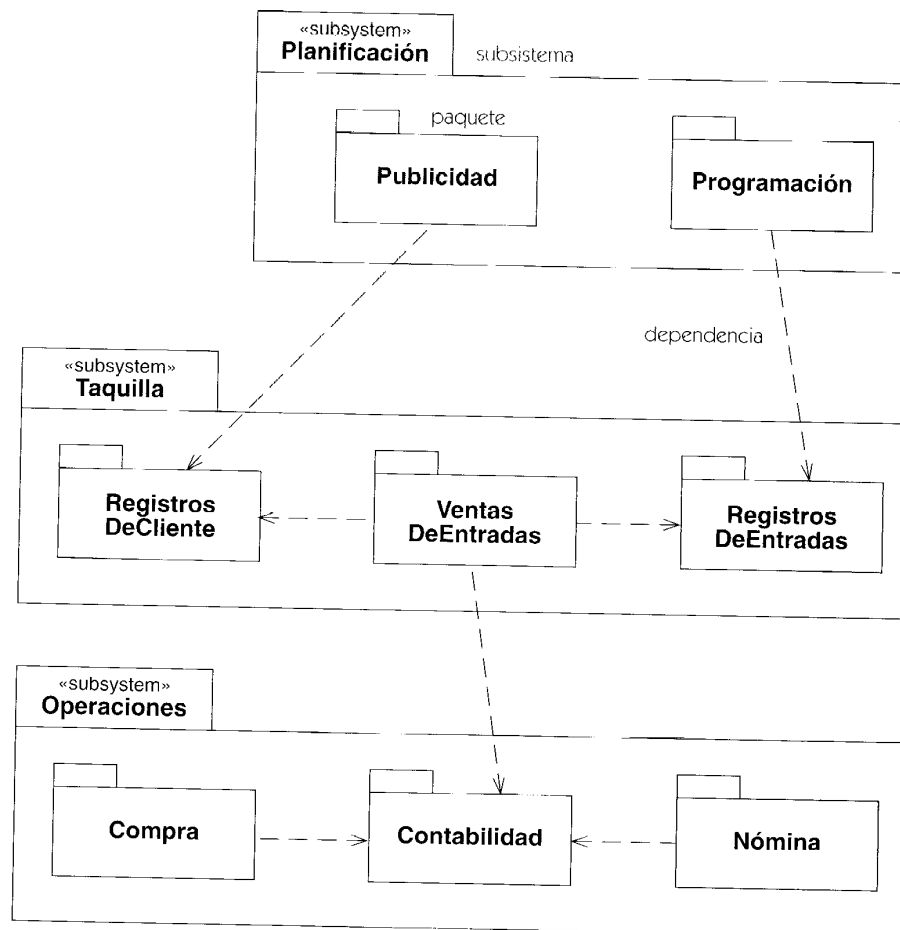 «subsystem»
Planificación
subsistema
paquete
Publicidad
Programación
dependencia
«subsystem»
Taquilla
Registros
DeCliente
Ventas
DeEntradas
Registros
DeEntradas
«subsystem»
Operaciones
Compra
Contabilidad
Nómina